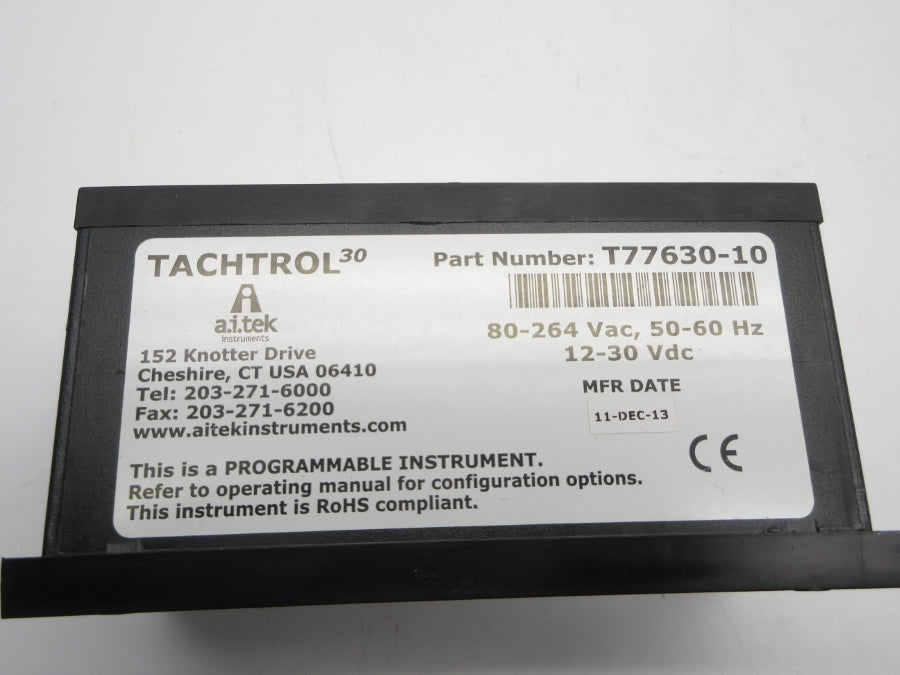 TACHTROL 30
Part Number: T77630-10
a.i.tek
instruments
80-264 Vac, 50-60 Hz
12-30 Vdc
152 Knotter Drive
Cheshire, CT USA 06410
Tel: 203-271-6000
Fax: 203-271-6200
www.aitekinstruments.com
MFR DATE
11-DEC-13
CE
This is a PROGRAMMABLE INSTRUMENT.
Refer to operating manual for configuration options.
This instrument is RoHS compliant.